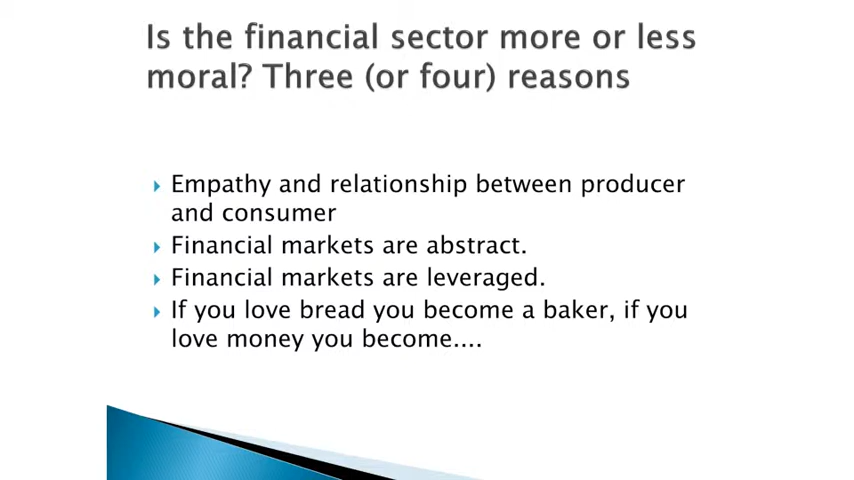 Is the financial sector more or less
moral? Three (or four) reasons
Empathy and relationship between producer
and consumer
Financial markets are abstract.
Financial markets are leveraged.
If you love bread you become a baker, if you
love money you become....